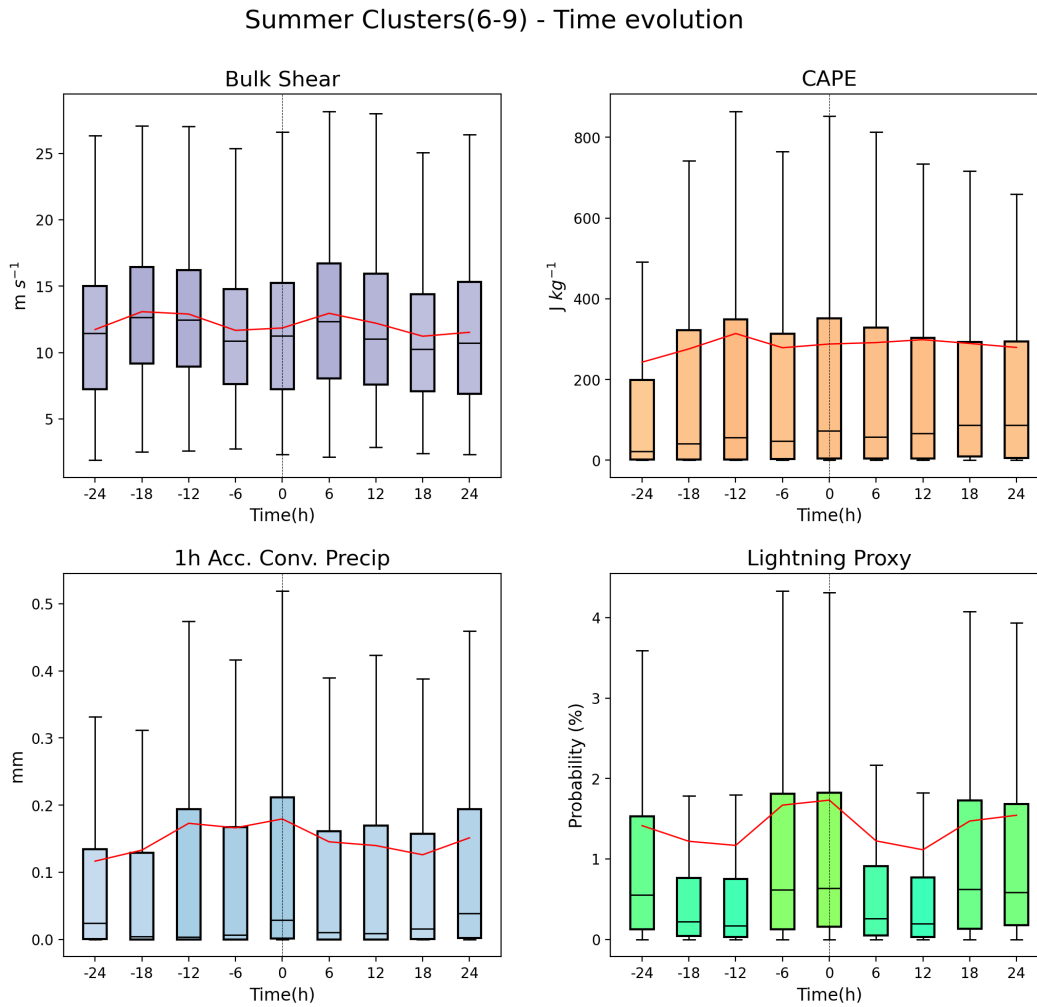 Summer Clusters(6-9) - Time evolution
Bulk Shear
m s⁻¹
25
20
15
10
5
-24 -18 -12 -6 0 6 12 18 24
Time(h)
CAPE
J kg⁻¹
800
600
400
200
0
-24 -18 -12 -6 0 6 12 18 24
Time(h)
1h Acc. Conv. Precip
mm
0.5
0.4
0.3
0.2
0.1
0.0
-24 -18 -12 -6 0 6 12 18 24
Time(h)
Lightning Proxy
Probability (%)
4
3
2
1
0
-24 -18 -12 -6 0 6 12 18 24
Time(h)